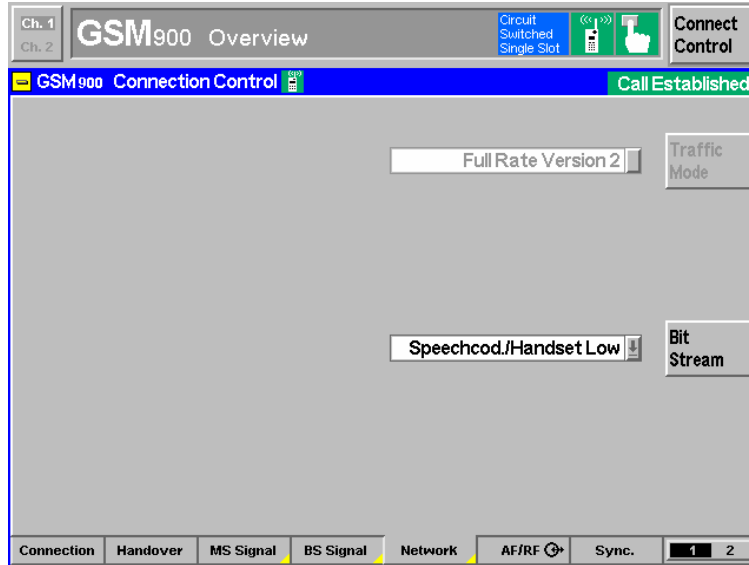 Ch. 1
Ch. 2
GSM900 Overview
Circuit
Switched
Single Slot
Connect
Control
GSM900 Connection Control
Call Established
Full Rate Version 2
Traffic
Mode
Speechcod./Handset Low
Bit
Stream
Connection Handover MS Signal BS Signal Network AF/RF Sync. 1 2